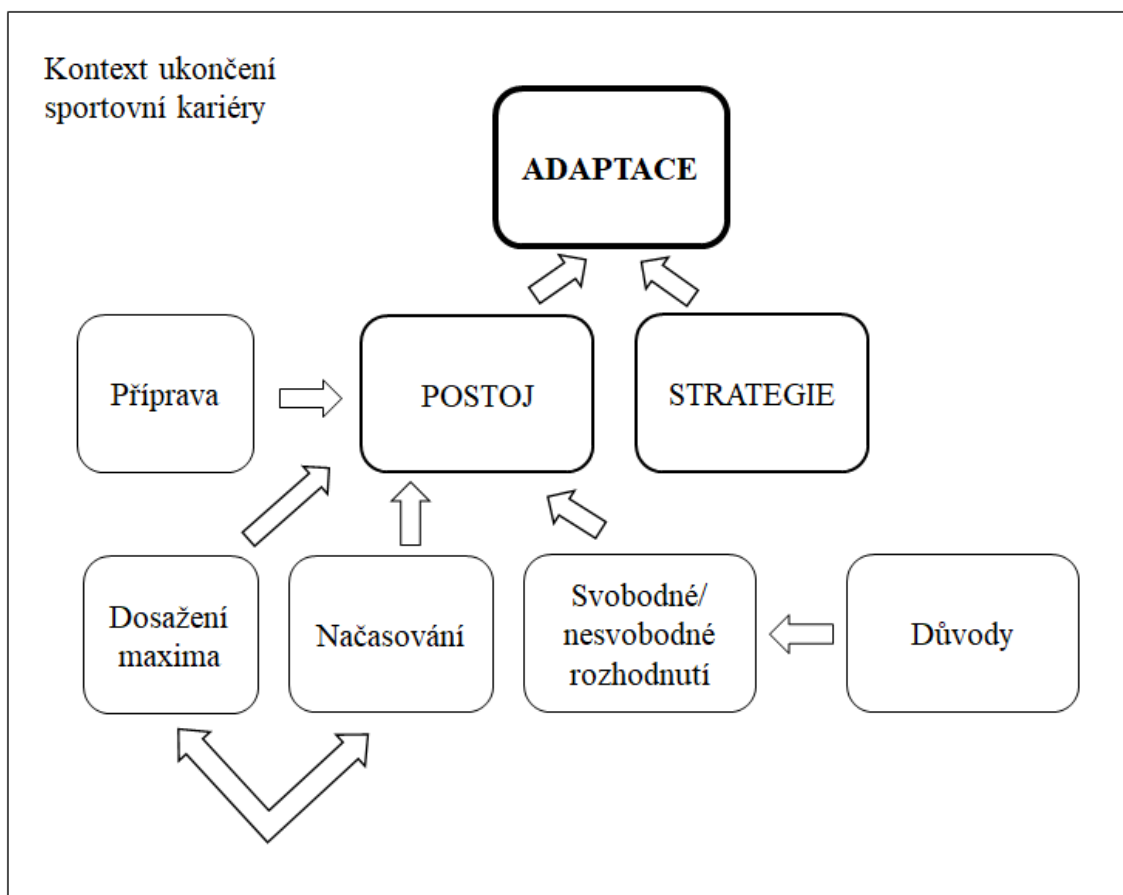 Kontext ukončení
sportovní kariéry
ADAPTACE
Příprava
POSTOJ
STRATEGIE
Dosažení
maxima
Načasování
Svobodné/
nesvobodné
rozhodnutí
Důvody